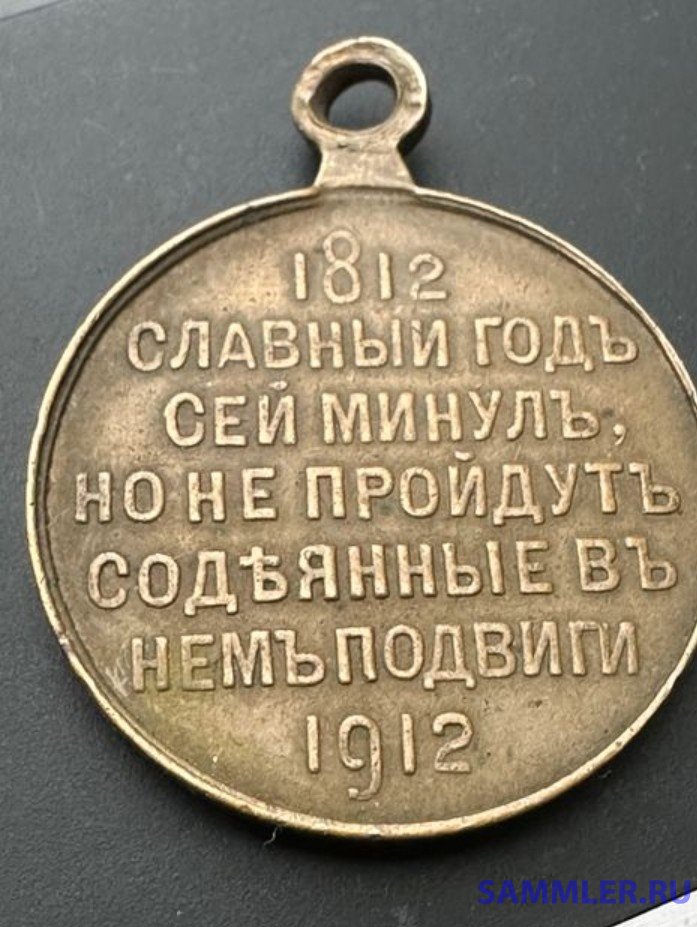 1812
СЛАВНЫЙ ГОДЪ
СЕЙ МИНУЛЪ,
НО НЕ ПРОЙДУТЪ
СОДѢЯННЫЕ ВЪ
НЕМЪ ПОДВИГИ
1912
SAMMLER.RU